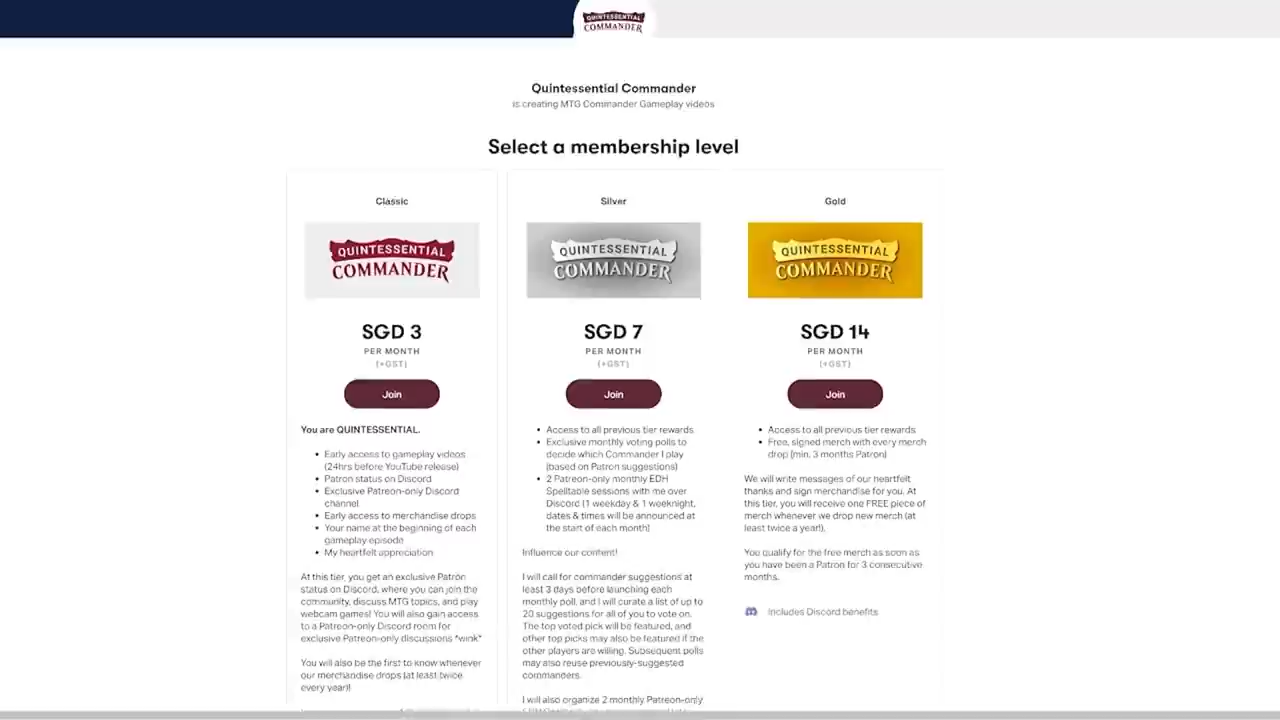 QUINTESSENTIAL
COMMANDER
Quintessential Commander
is creating MTG Commander Gameplay videos
Select a membership level
Classic
QUINTESSENTIAL
COMMANDER
SGD 3
PER MONTH
(+GST)
Join
You are QUINTESSENTIAL.
• Early access to gameplay videos
(24hrs before YouTube release)
• Patron status on Discord
• Exclusive Patreon-only Discord
channel
• Early access to merchandise drops
• Your name at the beginning of each
gameplay episode
• My heartfelt appreciation
At this tier, you get an exclusive Patron
status on Discord, where you can join the
community, discuss MTG topics, and play
webcam games! You will also gain access
to a Patreon-only Discord room for
exclusive Patreon-only discussions *wink*
You will also be the first to know whenever
our merchandise drops (at least twice
every year)!
Silver
QUINTESSENTIAL
COMMANDER
SGD 7
PER MONTH
(+GST)
Join
• Access to all previous tier rewards
• Exclusive monthly voting polls to
decide which Commander I play
(based on Patron suggestions)
• 2 Patreon-only monthly EDH
Spelltable sessions with me over
Discord (1 weekday & 1 weeknight,
dates & times will be announced at
the start of each month)
Influence our content!
I will call for commander suggestions at
least 3 days before launching each
monthly poll, and I will curate a list of up to
20 suggestions for all of you to vote on.
The top voted pick will be featured, and
other top picks may also be featured if the
other players are willing. Subsequent polls
may also reuse previously-suggested
commanders.
I will also organize 2 monthly Patreon-only
Gold
QUINTESSENTIAL
COMMANDER
SGD 14
PER MONTH
(+GST)
Join
• Access to all previous tier rewards
• Free, signed merch with every merch
drop (min. 3 months Patron)
We will write messages of our heartfelt
thanks and sign merchandise for you. At
this tier, you will receive one FREE piece of
merch whenever we drop new merch (at
least twice a year!).
You qualify for the free merch as soon as
you have been a Patron for 3 consecutive
months.
Includes Discord benefits